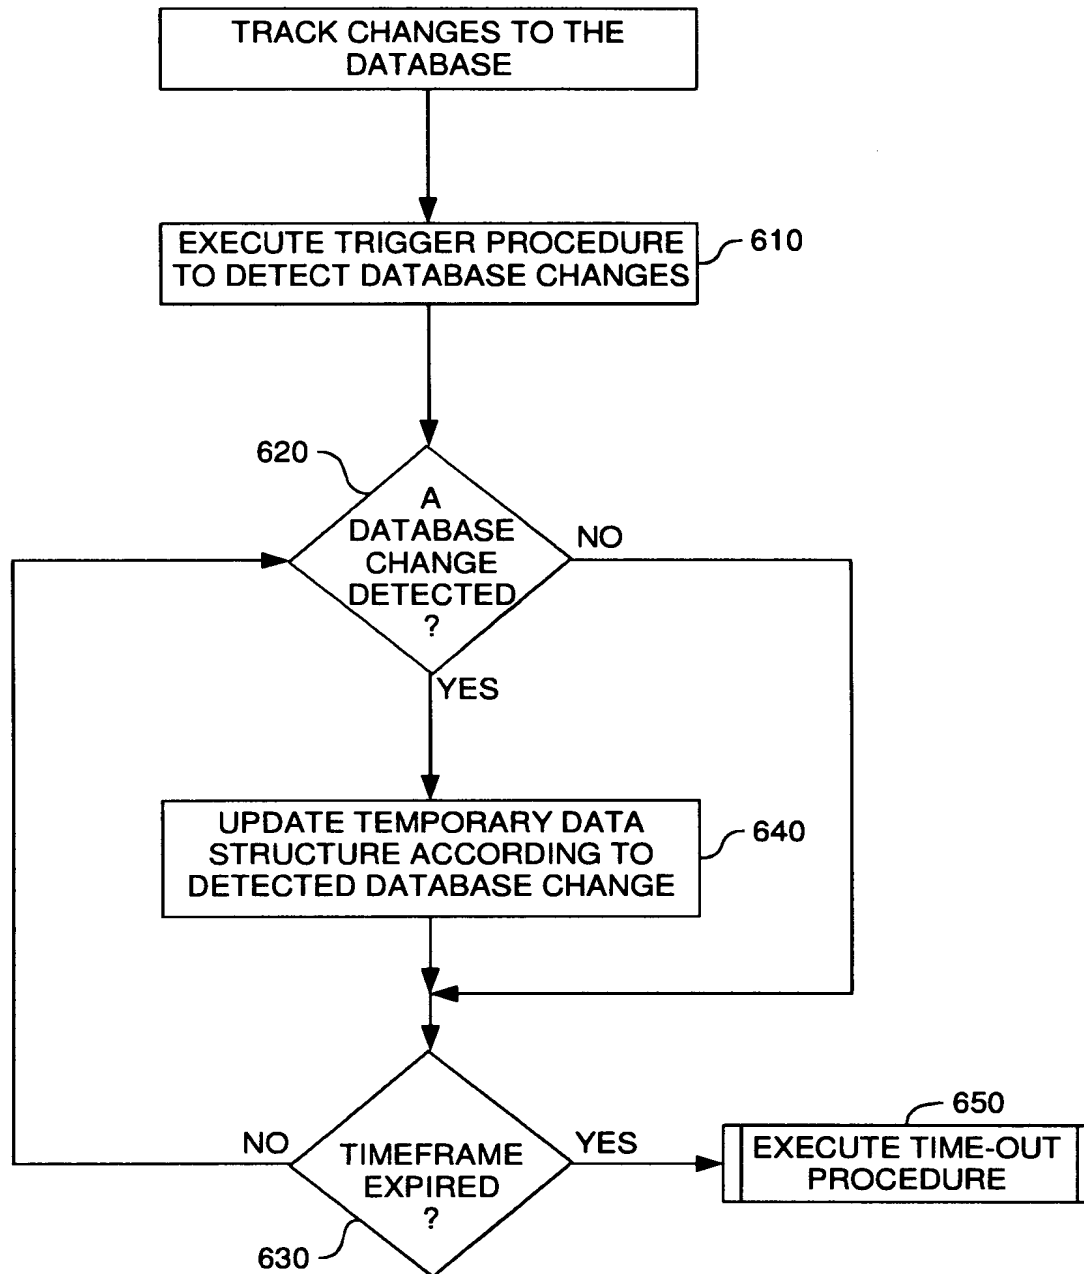 TRACK CHANGES TO THE
DATABASE
EXECUTE TRIGGER PROCEDURE
TO DETECT DATABASE CHANGES
610
620
A
DATABASE
CHANGE
DETECTED
?
NO
YES
UPDATE TEMPORARY DATA
STRUCTURE ACCORDING TO
DETECTED DATABASE CHANGE
640
NO
TIMEFRAME
EXPIRED
?
630
YES
650
EXECUTE TIME-OUT
PROCEDURE